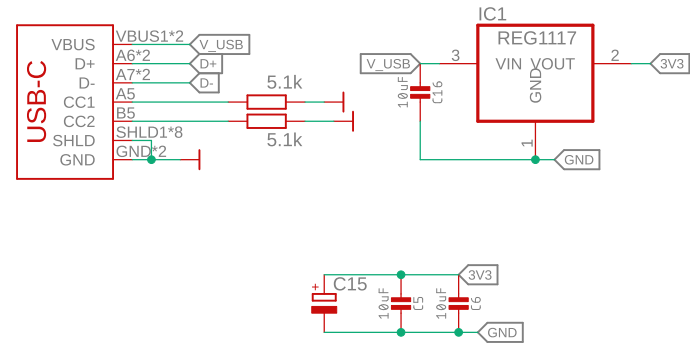 USB-C
VBUS VBUS1*2 V_USB
D+ A6*2 D+
D- A7*2 D-
CC1 A5 5.1k
CC2 B5 5.1k
SHLD SHLD1*8
GND GND*2
IC1
REG1117
V_USB 3 VIN VOUT 2 3V3
GND
10uF C16
1
GND
C15 3V3
+
10uF C5 10uF C6
GND